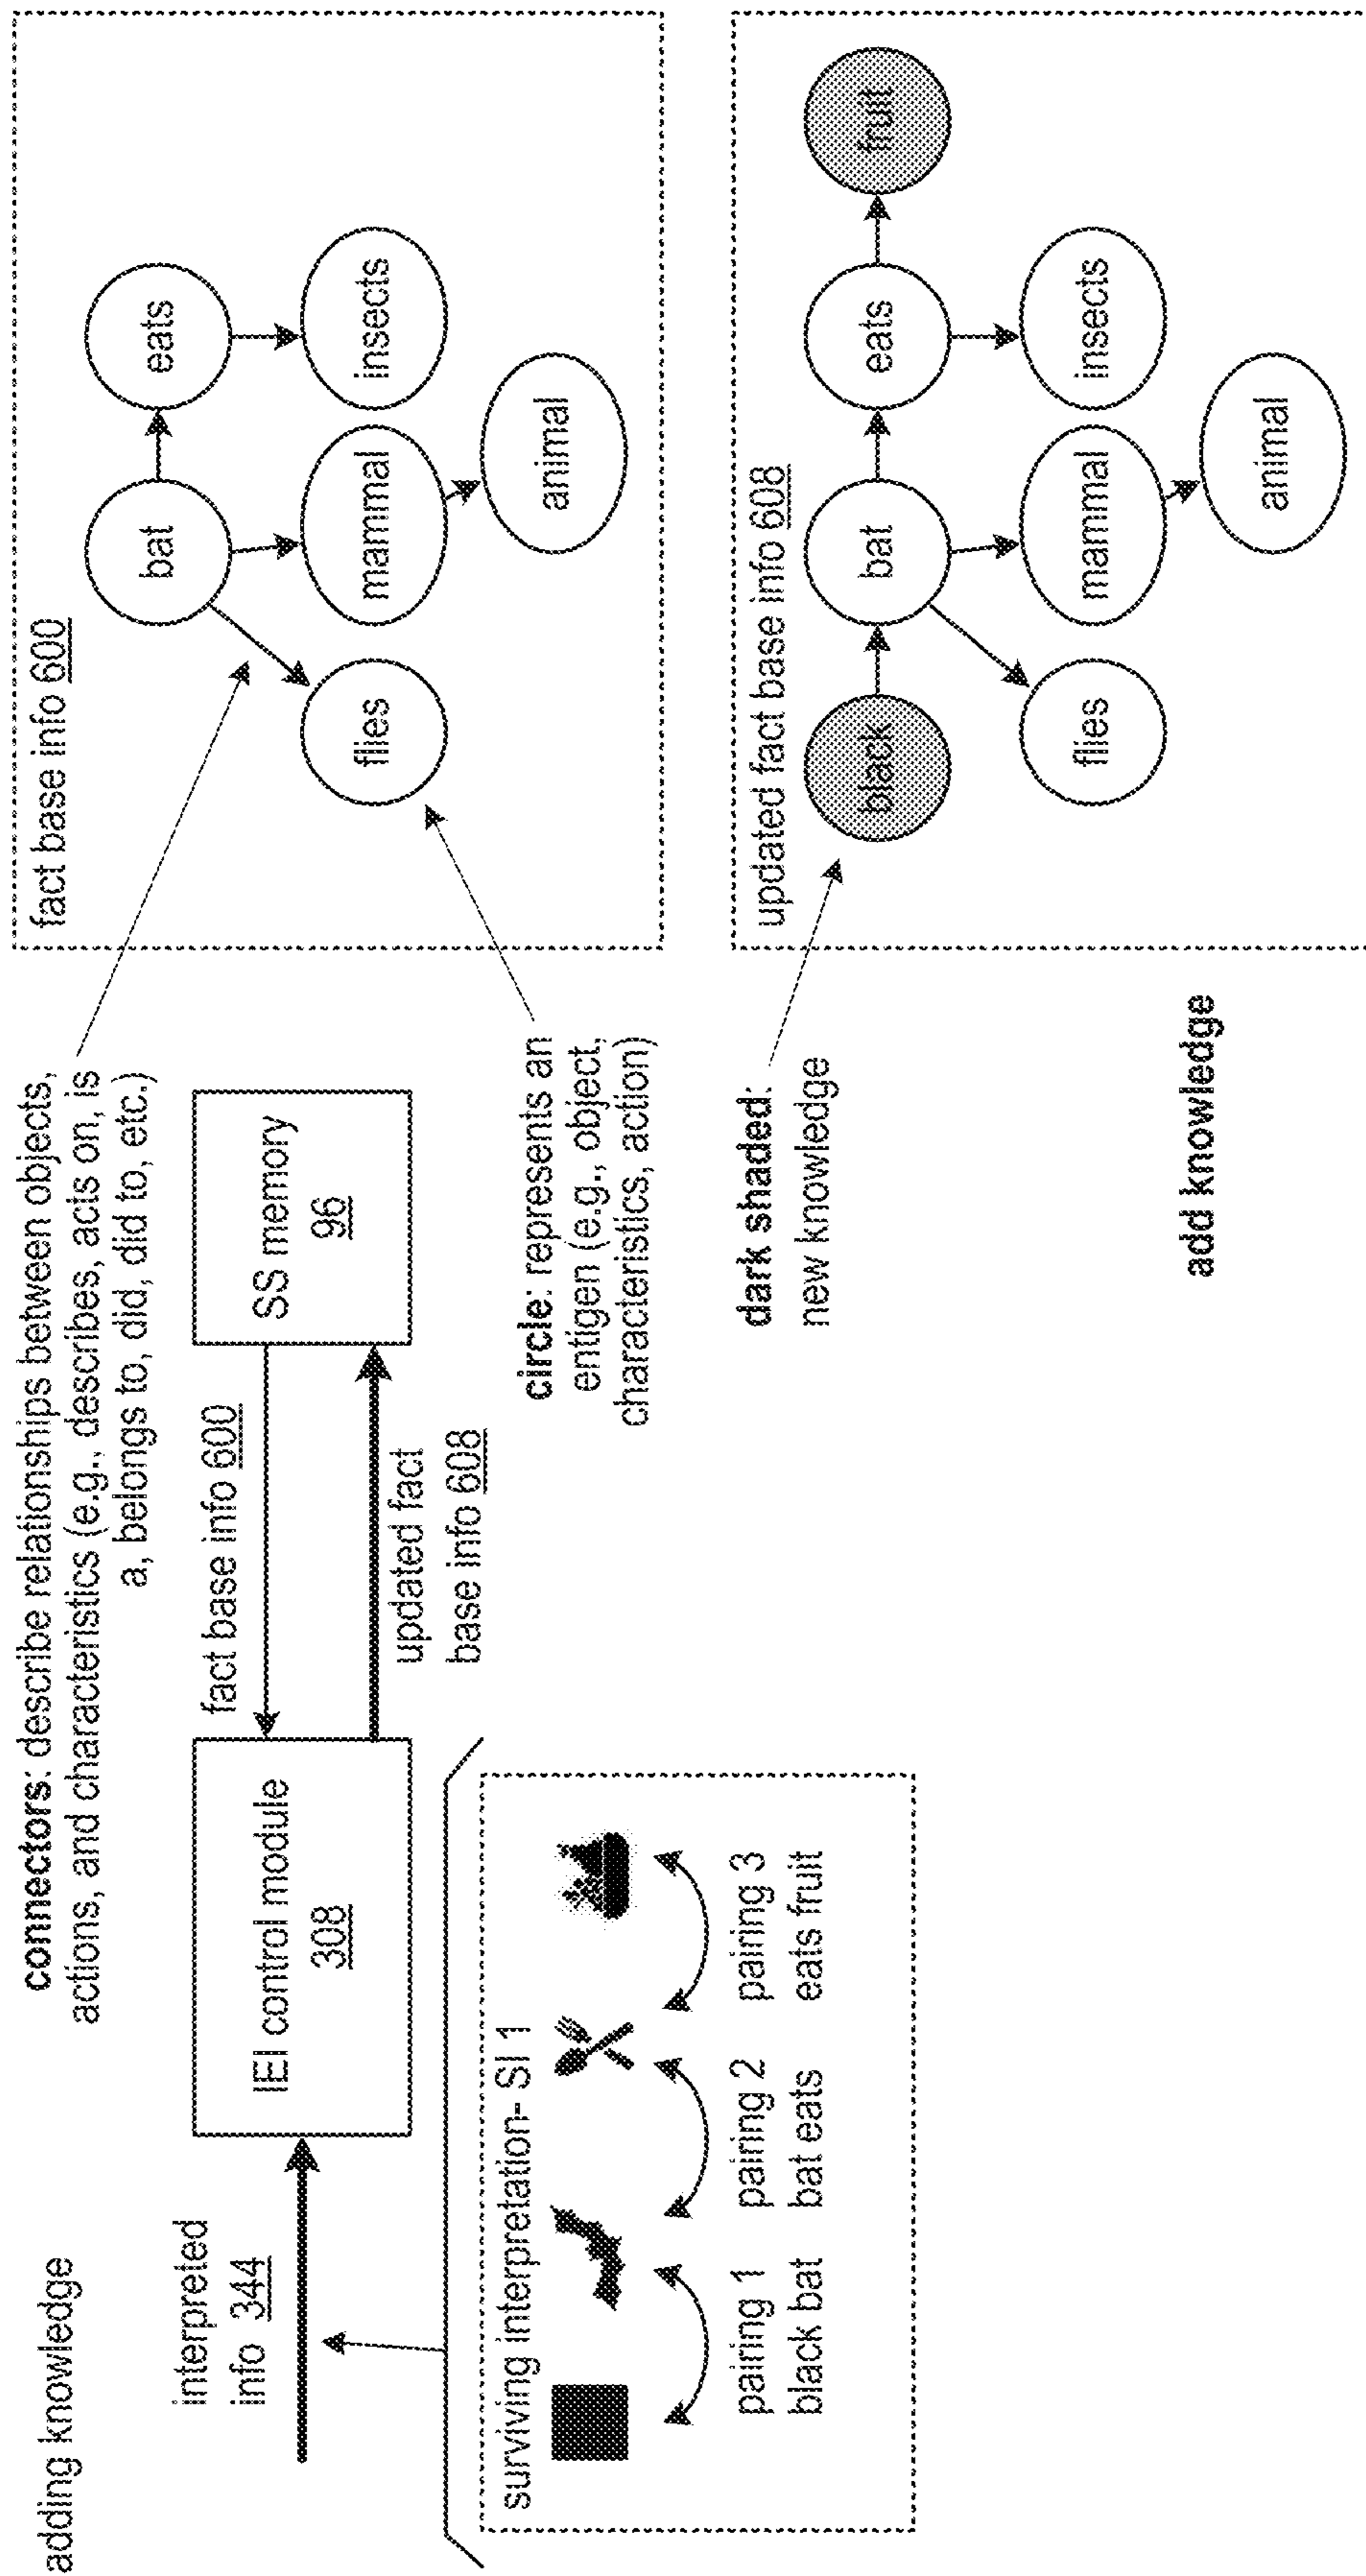 adding knowledge
connectors: describe relationships between objects,
actions, and characteristics (e.g., describes, acts on, is
a, belongs to, did, did to, etc.)
interpreted
info 344
IEI control module
308
fact base info 600
updated fact
base info 608
SS memory
96
surviving interpretation- SI 1
pairing 1
black bat
pairing 2
bat eats
pairing 3
eats fruit
circle: represents an
entigen (e.g., object,
characteristics, action)
dark shaded:
new knowledge
add knowledge
fact base info 600
bat
eats
flies
mammal
insects
animal
updated fact base info 608
black
bat
eats
fruit
flies
mammal
insects
animal